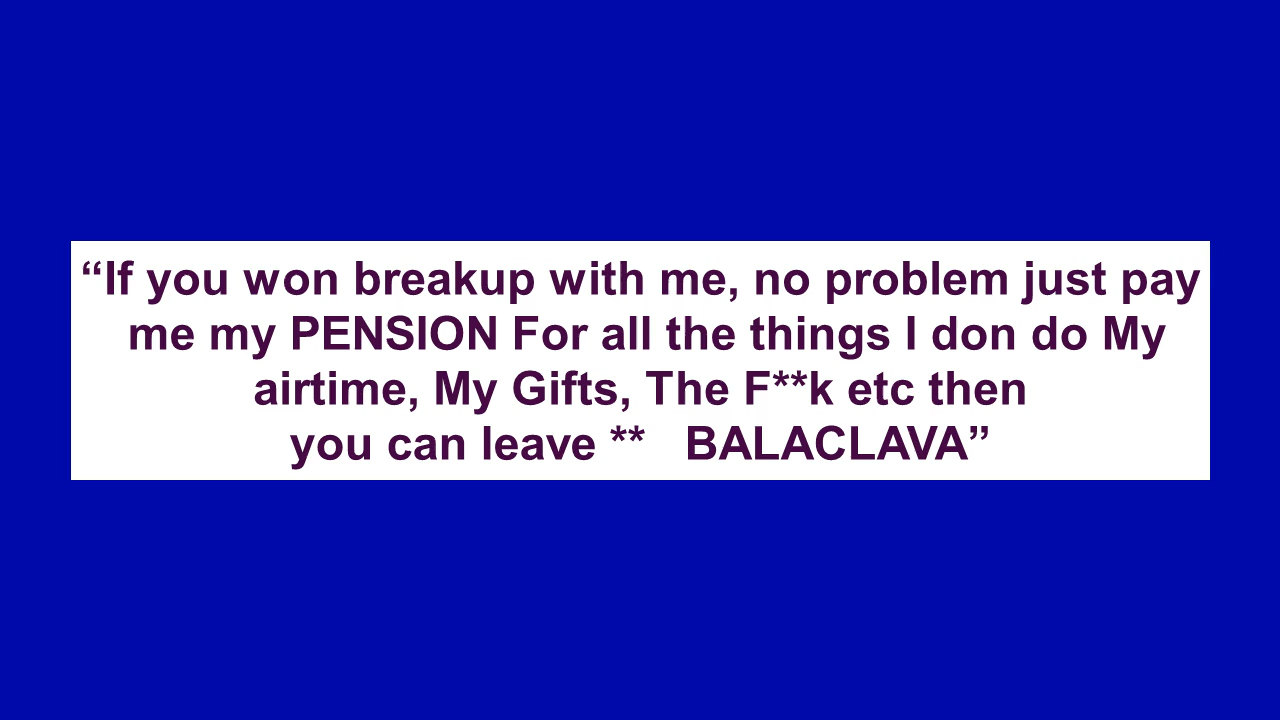 “If you won breakup with me, no problem just pay
me my PENSION For all the things I don do My
airtime, My Gifts, The F**k etc then
you can leave **   BALACLAVA”